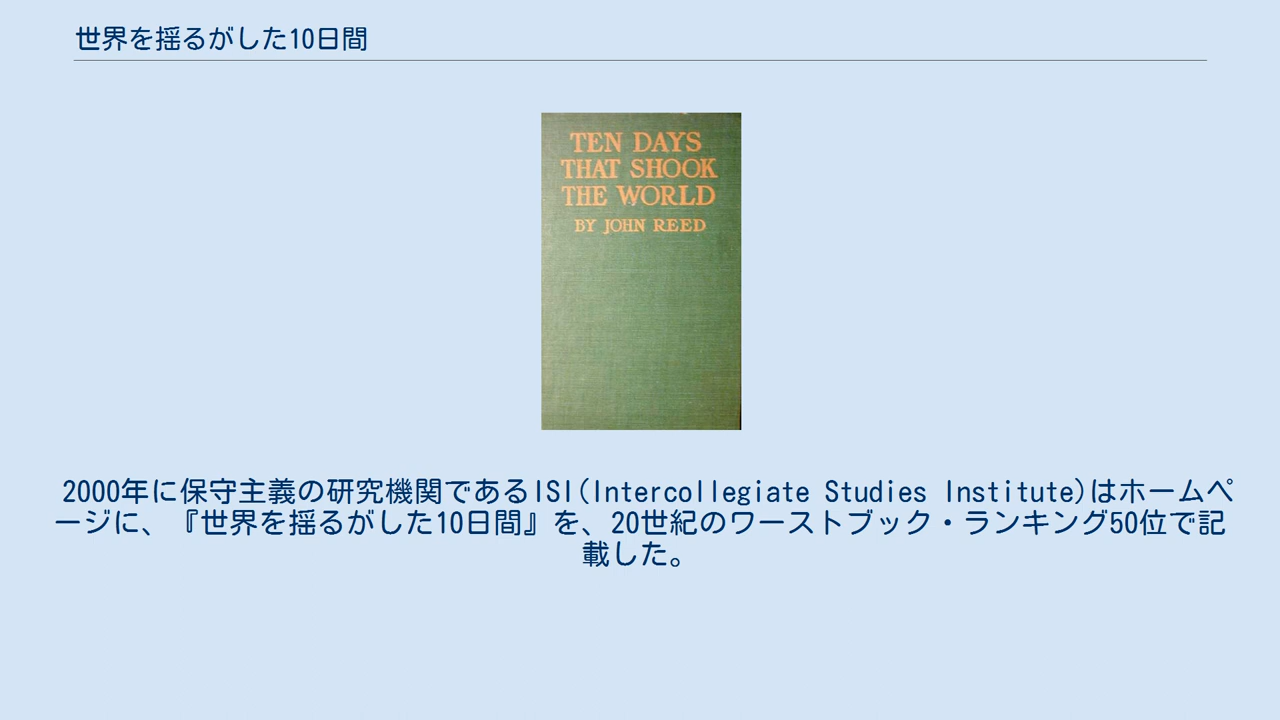 世界を揺るがした10日間
TEN DAYS
THAT SHOOK
THE WORLD
BY JOHN REED
2000年に保守主義の研究機関であるISI(Intercollegiate Studies Institute)はホームペ
ージに、『世界を揺るがした10日間』を、20世紀のワーストブック・ランキング50位で記
載した。